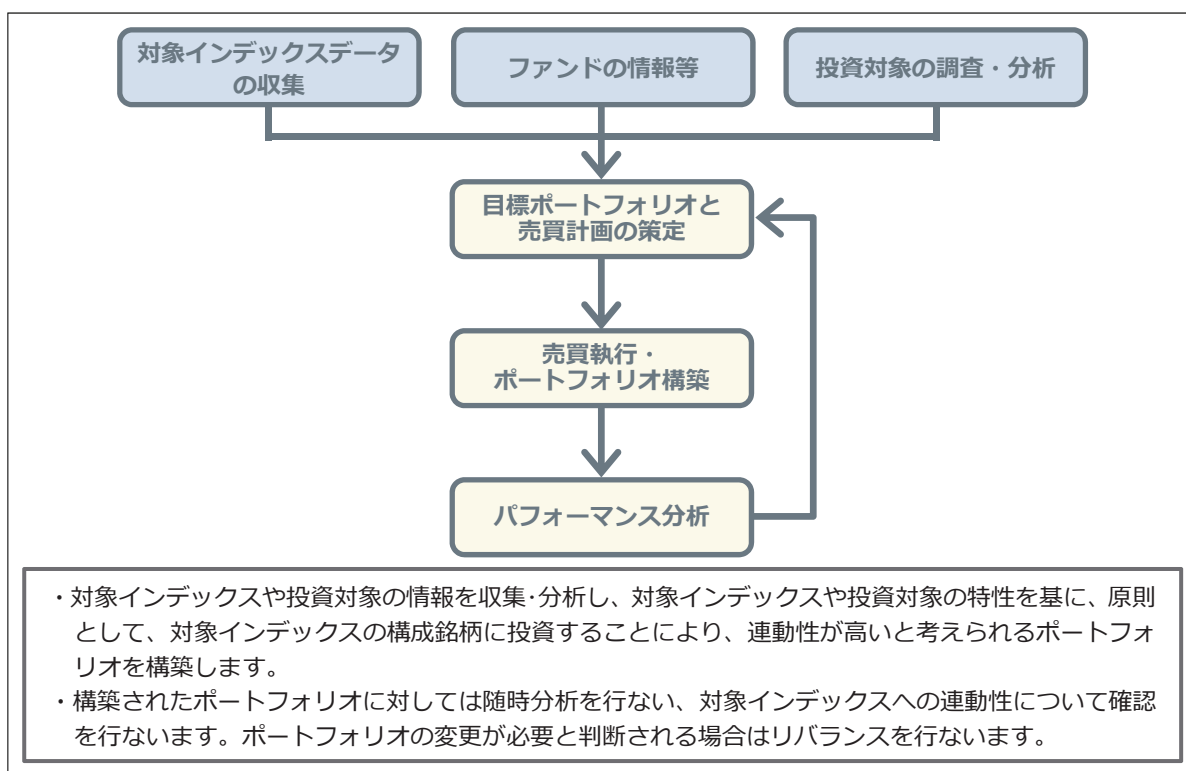 対象インデックスデータ
の収集
ファンドの情報等
投資対象の調査・分析
目標ポートフォリオと
売買計画の策定
売買執行・
ポートフォリオ構築
パフォーマンス分析
・対象インデックスや投資対象の情報を収集･分析し、対象インデックスや投資対象の特性を基に、原則
として、対象インデックスの構成銘柄に投資することにより、連動性が高いと考えられるポートフォ
リオを構築します。
・構築されたポートフォリオに対しては随時分析を行ない、対象インデックスへの連動性について確認
を行ないます。ポートフォリオの変更が必要と判断される場合はリバランスを行ないます。